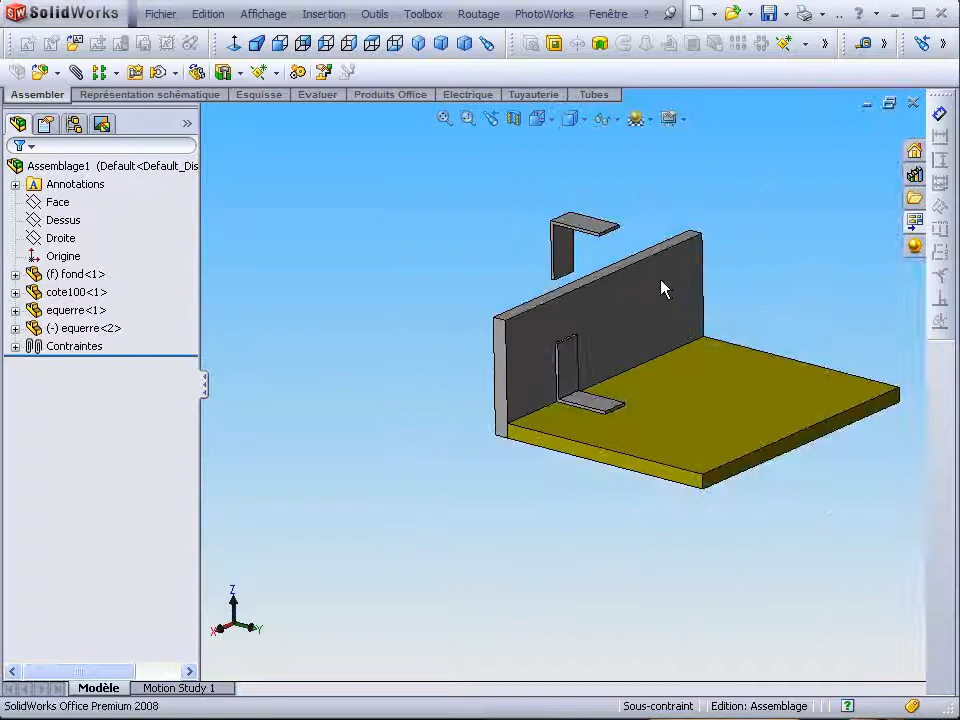 SolidWorks Fichier Edition Affichage Insertion Outils Toolbox Routage PhotoWorks Fenêtre ?
Assembler Représentation schématique Esquisse Evaluer Produits Office Electrique Tuyauterie Tubes
Assemblage1 (Default<Default_Dis
A Annotations
Face
Dessus
Droite
Origine
(f) fond<1>
cote100<1>
equerre<1>
(-) equerre<2>
Contraintes
Z
X Y
Modèle Motion Study 1
SolidWorks Office Premium 2008 Sous-contraint Edition: Assemblage ?